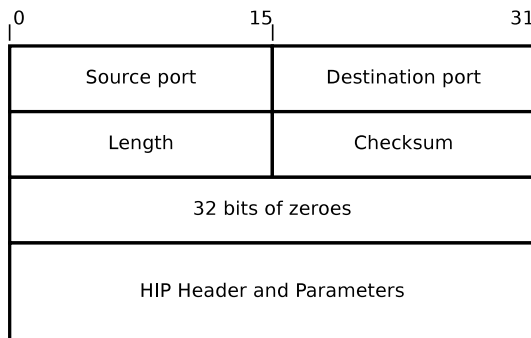 0 15 31
Source port Destination port
Length Checksum
32 bits of zeroes
HIP Header and Parameters